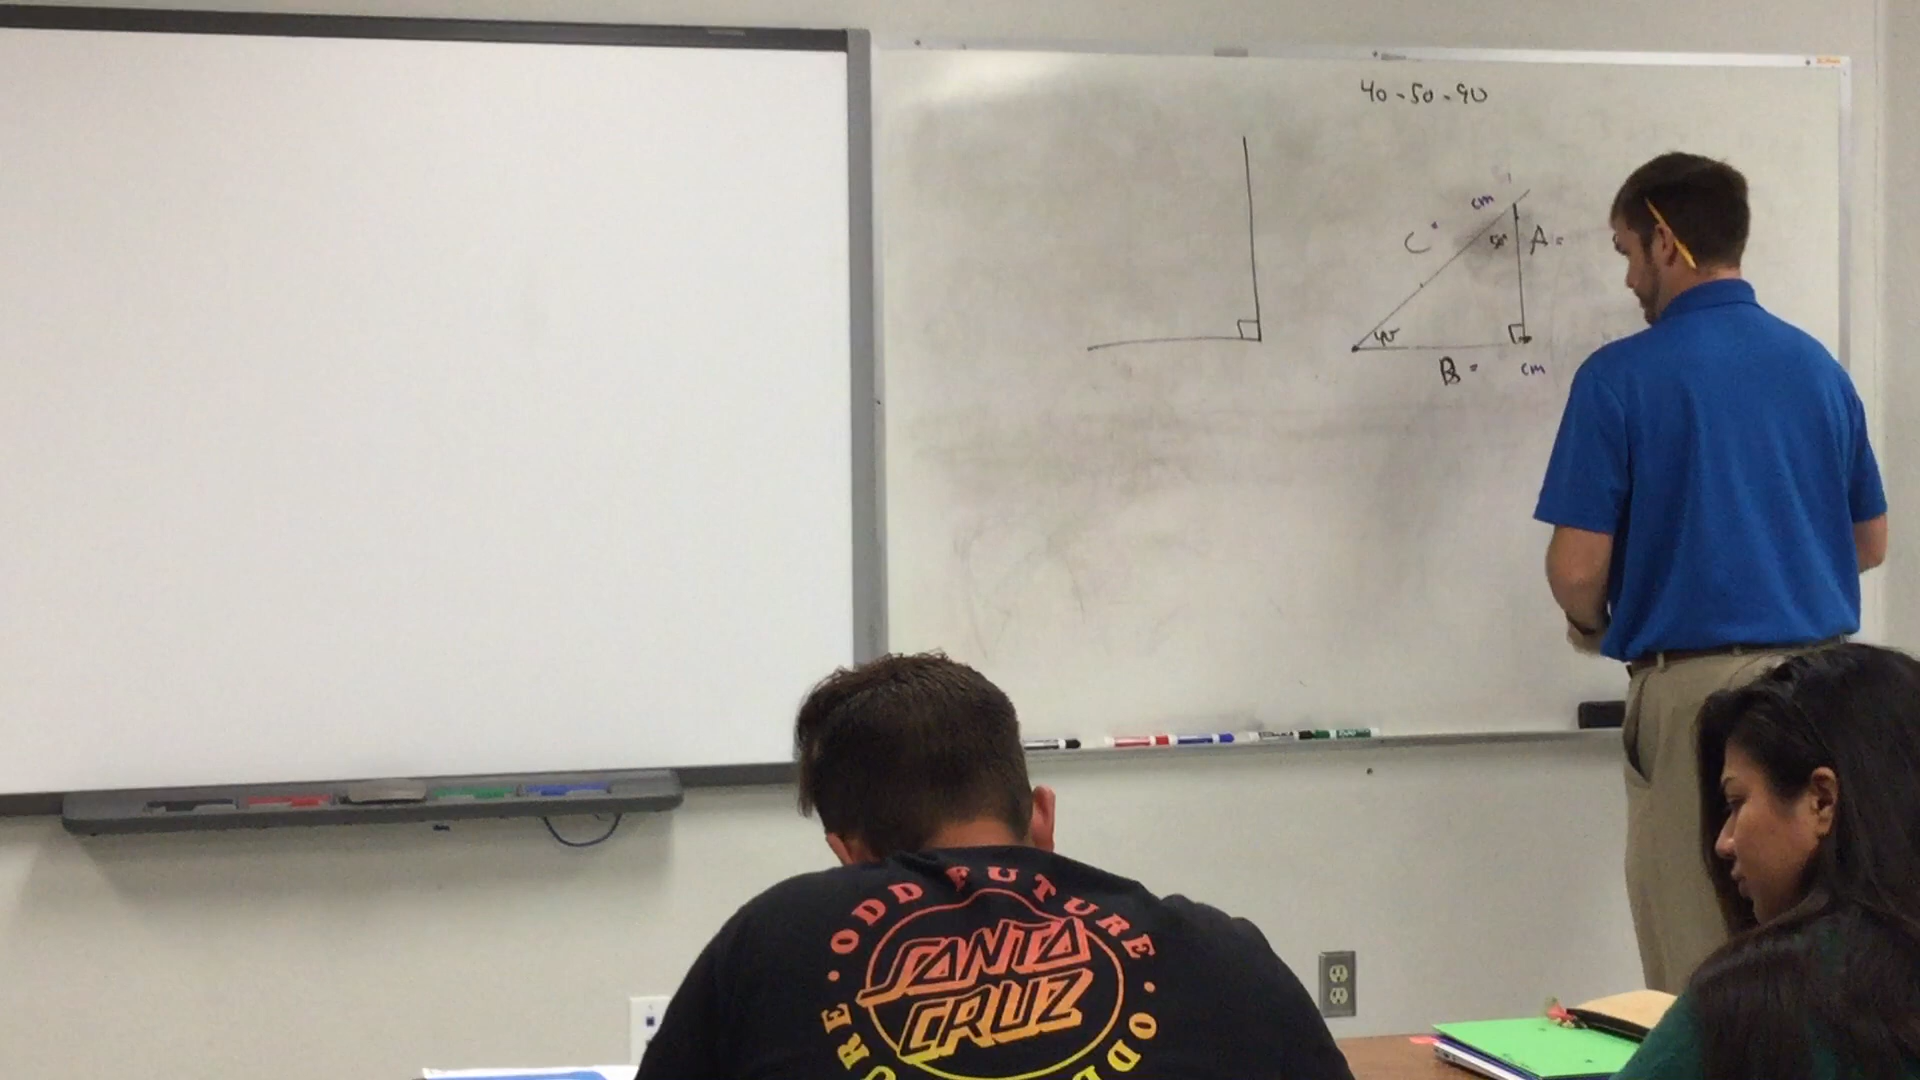 40-50-90
cm
C
50° A=
40
B= cm
ODD FUTURE
SANTA
CRUZ